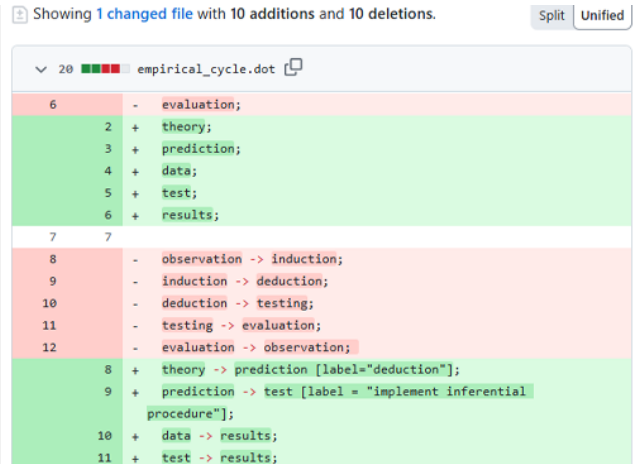 Showing 1 changed file with 10 additions and 10 deletions.
Split Unified
20 empirical_cycle.dot
6 - evaluation;
2 + theory;
3 + prediction;
4 + data;
5 + test;
6 + results;
7 7
8 - observation -> induction;
9 - induction -> deduction;
10 - deduction -> testing;
11 - testing -> evaluation;
12 - evaluation -> observation;
8 + theory -> prediction [label="deduction"];
9 + prediction -> test [label = "implement inferential
procedure"];
10 + data -> results;
11 + test -> results;